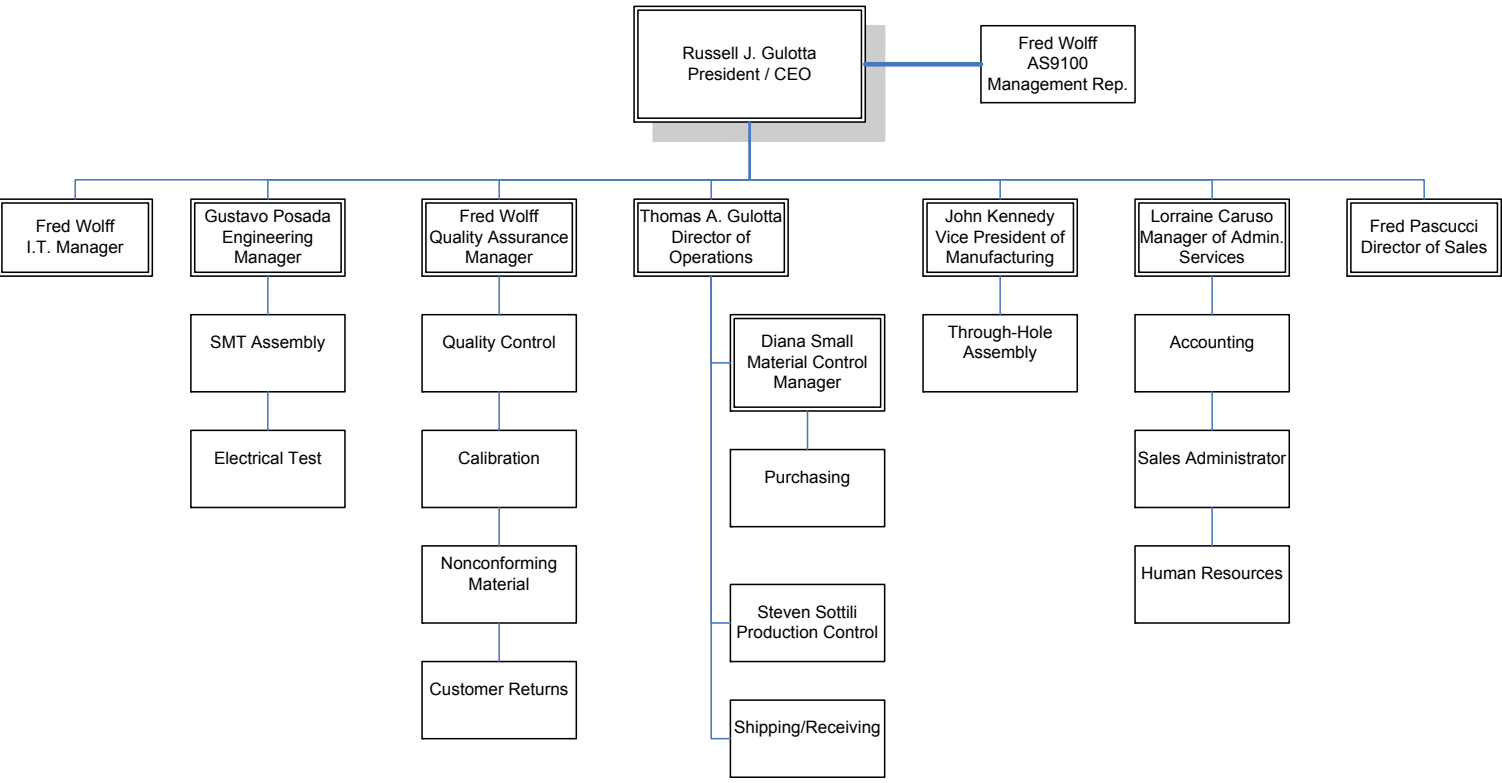 Russell J. Gulotta
President / CEO
Fred Wolff
AS9100
Management Rep.
Fred Wolff
I.T. Manager
Gustavo Posada
Engineering
Manager
Fred Wolff
Quality Assurance
Manager
Thomas A. Gulotta
Director of
Operations
John Kennedy
Vice President of
Manufacturing
Lorraine Caruso
Manager of Admin.
Services
Fred Pascucci
Director of Sales
SMT Assembly
Electrical Test
Quality Control
Calibration
Nonconforming
Material
Customer Returns
Diana Small
Material Control
Manager
Purchasing
Steven Sottili
Production Control
Shipping/Receiving
Through-Hole
Assembly
Accounting
Sales Administrator
Human Resources